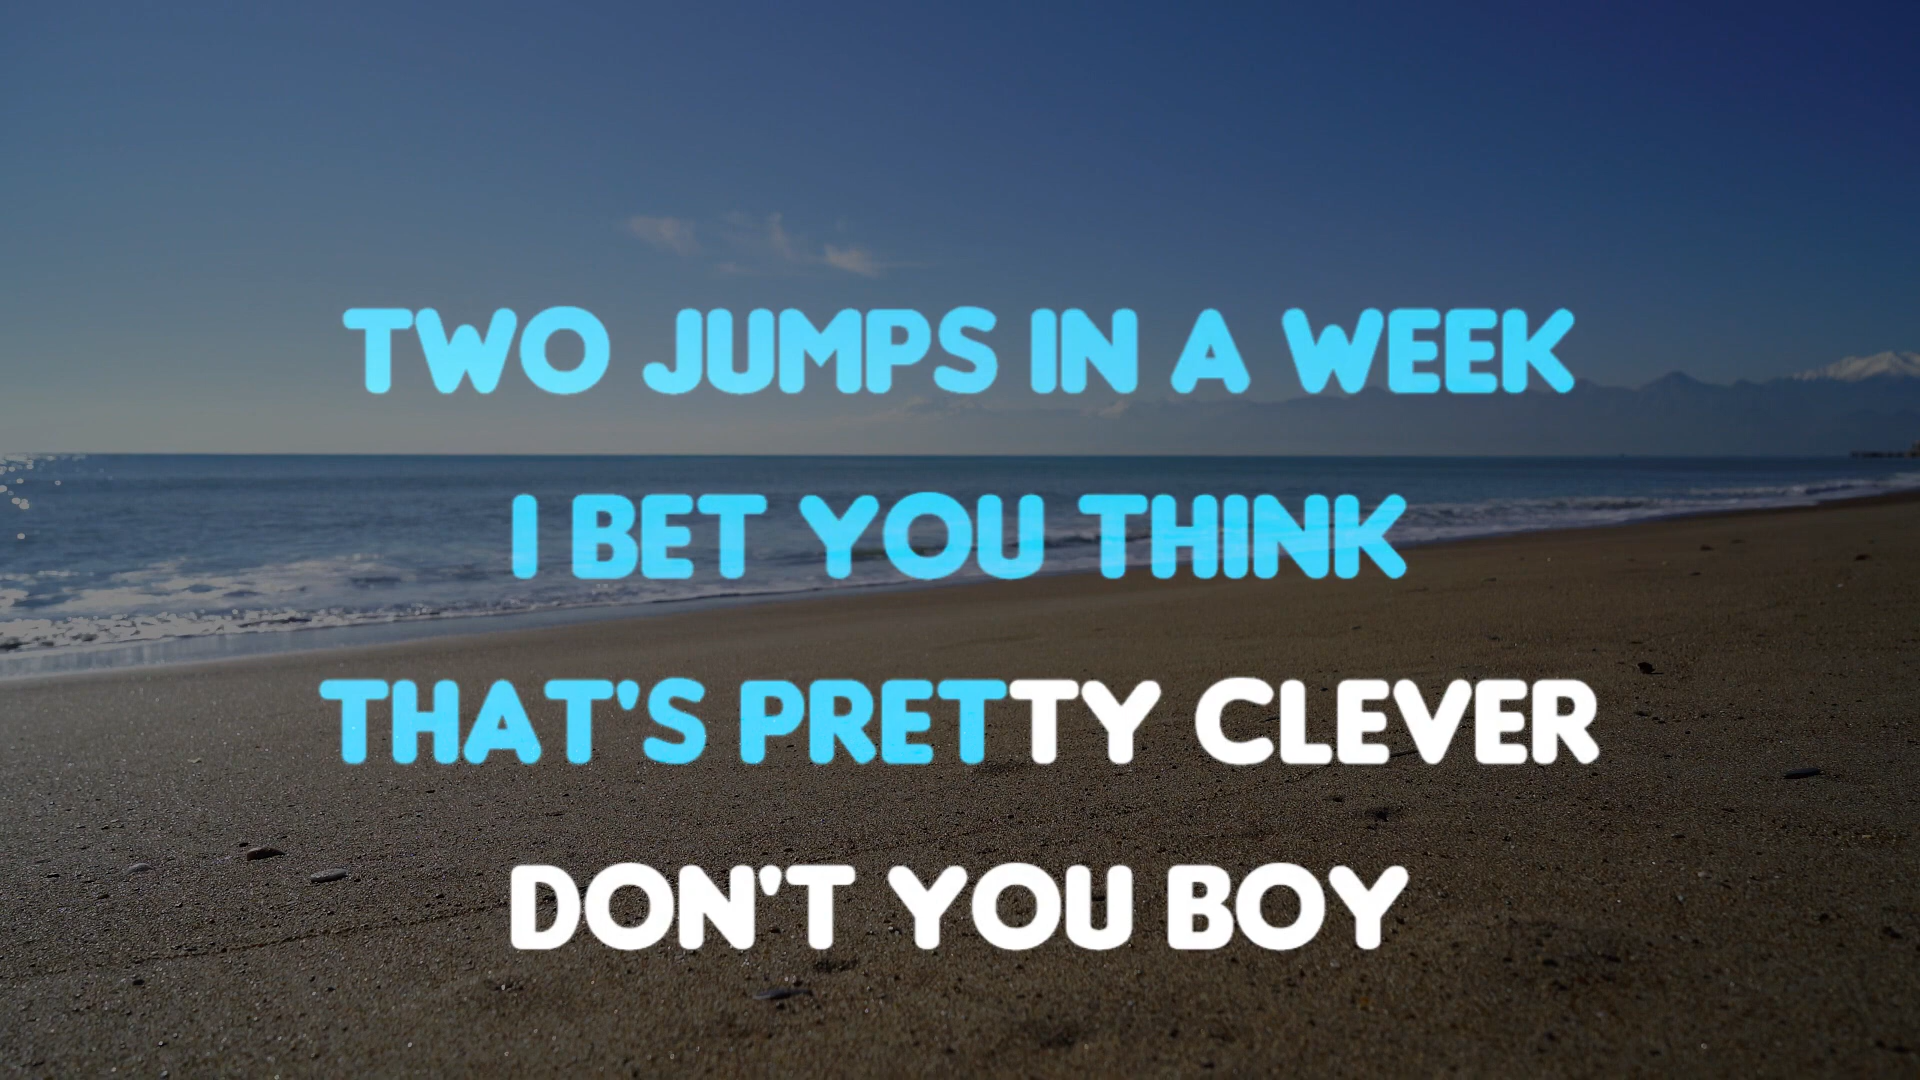 TWO JUMPS IN A WEEK
I BET YOU THINK
THAT'S PRETTY CLEVER
DON'T YOU BOY